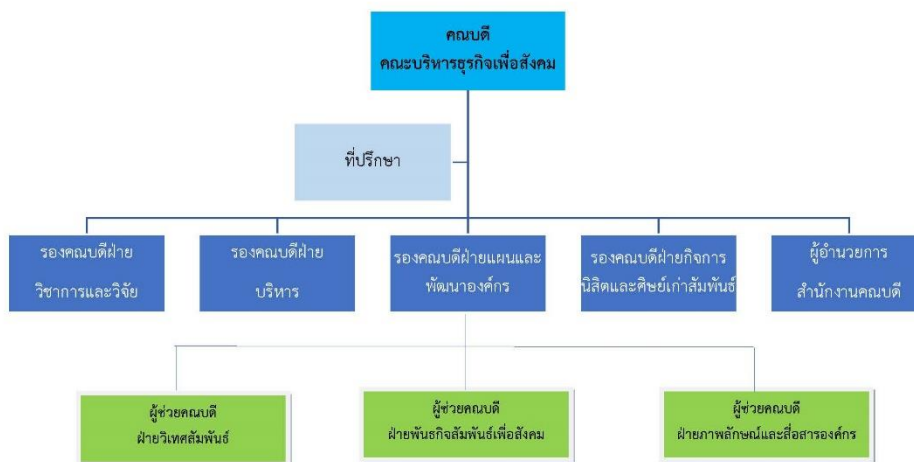 คณบดี
คณะบริหารธุรกิจเพื่อสังคม
ที่ปรึกษา
รองคณบดีฝ่าย
วิชาการและวิจัย
รองคณบดีฝ่าย
บริหาร
รองคณบดีฝ่ายแผนและ
พัฒนาองค์กร
รองคณบดีฝ่ายกิจการ
นิสิตและศิษย์เก่าสัมพันธ์
ผู้อำนวยการ
สำนักงานคณบดี
ผู้ช่วยคณบดี
ฝ่ายวิเทศสัมพันธ์
ผู้ช่วยคณบดี
ฝ่ายพันธกิจสัมพันธ์เพื่อสังคม
ผู้ช่วยคณบดี
ฝ่ายภาพลักษณ์และสื่อสารองค์กร